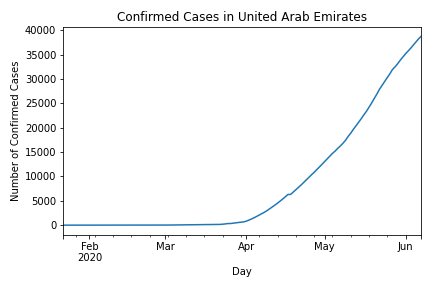 Confirmed Cases in United Arab Emirates
Number of Confirmed Cases
40000
35000
30000
25000
20000
15000
10000
5000
0
Feb Mar Apr May Jun
2020
Day